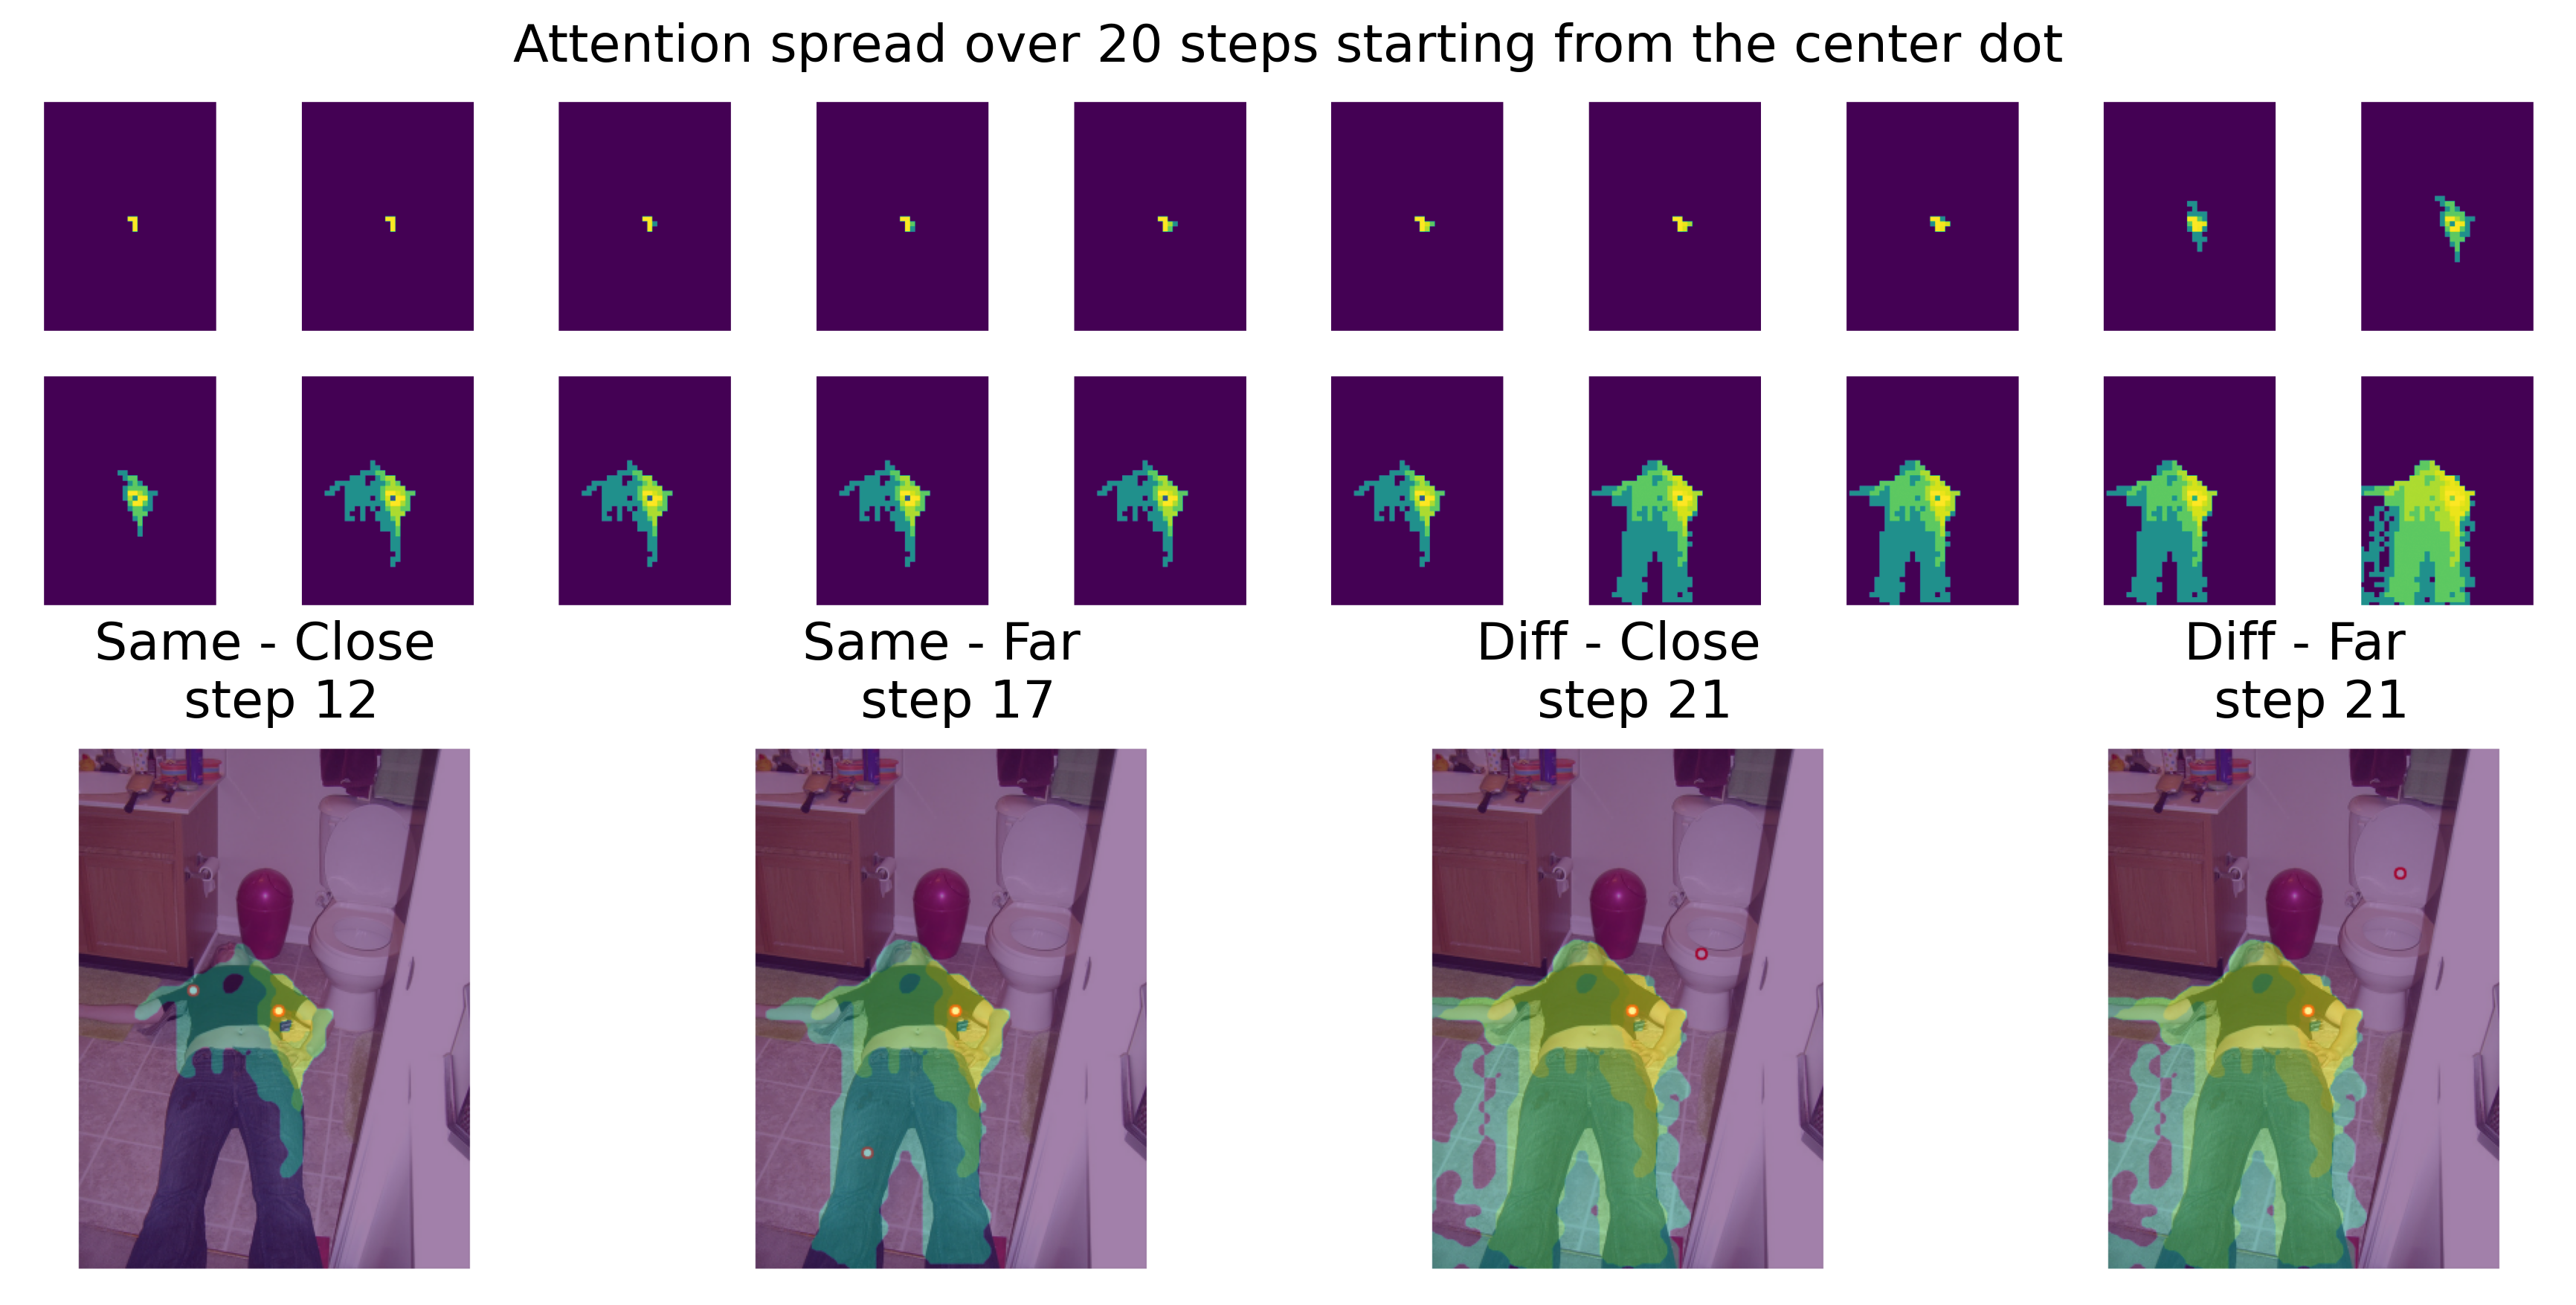 Attention spread over 20 steps starting from the center dot
Same - Close
step 12
Same - Far
step 17
Diff - Close
step 21
Diff - Far
step 21